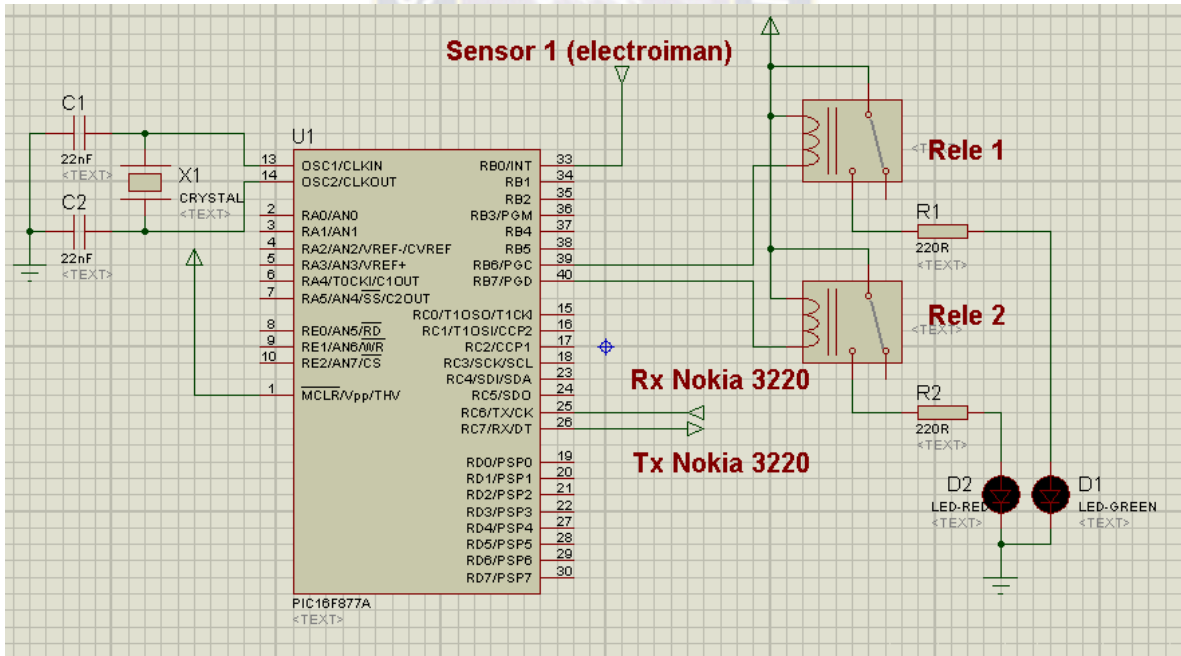 Sensor 1 (electroiman)
C1
22nF
<TEXT>
X1
CRYSTAL
<TEXT>
C2
22nF
<TEXT>
U1
13
14
2
3
4
5
6
7
8
9
10
1
OSC1/CLKIN
OSC2/CLKOUT
RA0/AN0
RA1/AN1
RA2/AN2/VREF-/CVREF
RA3/AN3/VREF+
RA4/T0CKI/C1OUT
RA5/AN4/SS/C2OUT
RE0/AN5/RD
RE1/AN6/WR
RE2/AN7/CS
MCLR/Vpp/THV
RB0/INT
RB1
RB2
RB3/PGM
RB4
RB5
RB6/PGC
RB7/PGD
RC0/T1OSO/T1CKI
RC1/T1OSI/CCP2
RC2/CCP1
RC3/SCK/SCL
RC4/SDI/SDA
RC5/SDO
RC6/TX/CK
RC7/RX/DT
RD0/PSP0
RD1/PSP1
RD2/PSP2
RD3/PSP3
RD4/PSP4
RD5/PSP5
RD6/PSP6
RD7/PSP7
33
34
35
36
37
38
39
40
15
16
17
18
23
24
25
26
19
20
21
22
27
28
29
30
PIC16F877A
<TEXT>
Rele 1
R1
220R
<TEXT>
Rele 2
Rx Nokia 3220
R2
220R
<TEXT>
Tx Nokia 3220
D2
LED-RED
<TEXT>
D1
LED-GREEN
<TEXT>